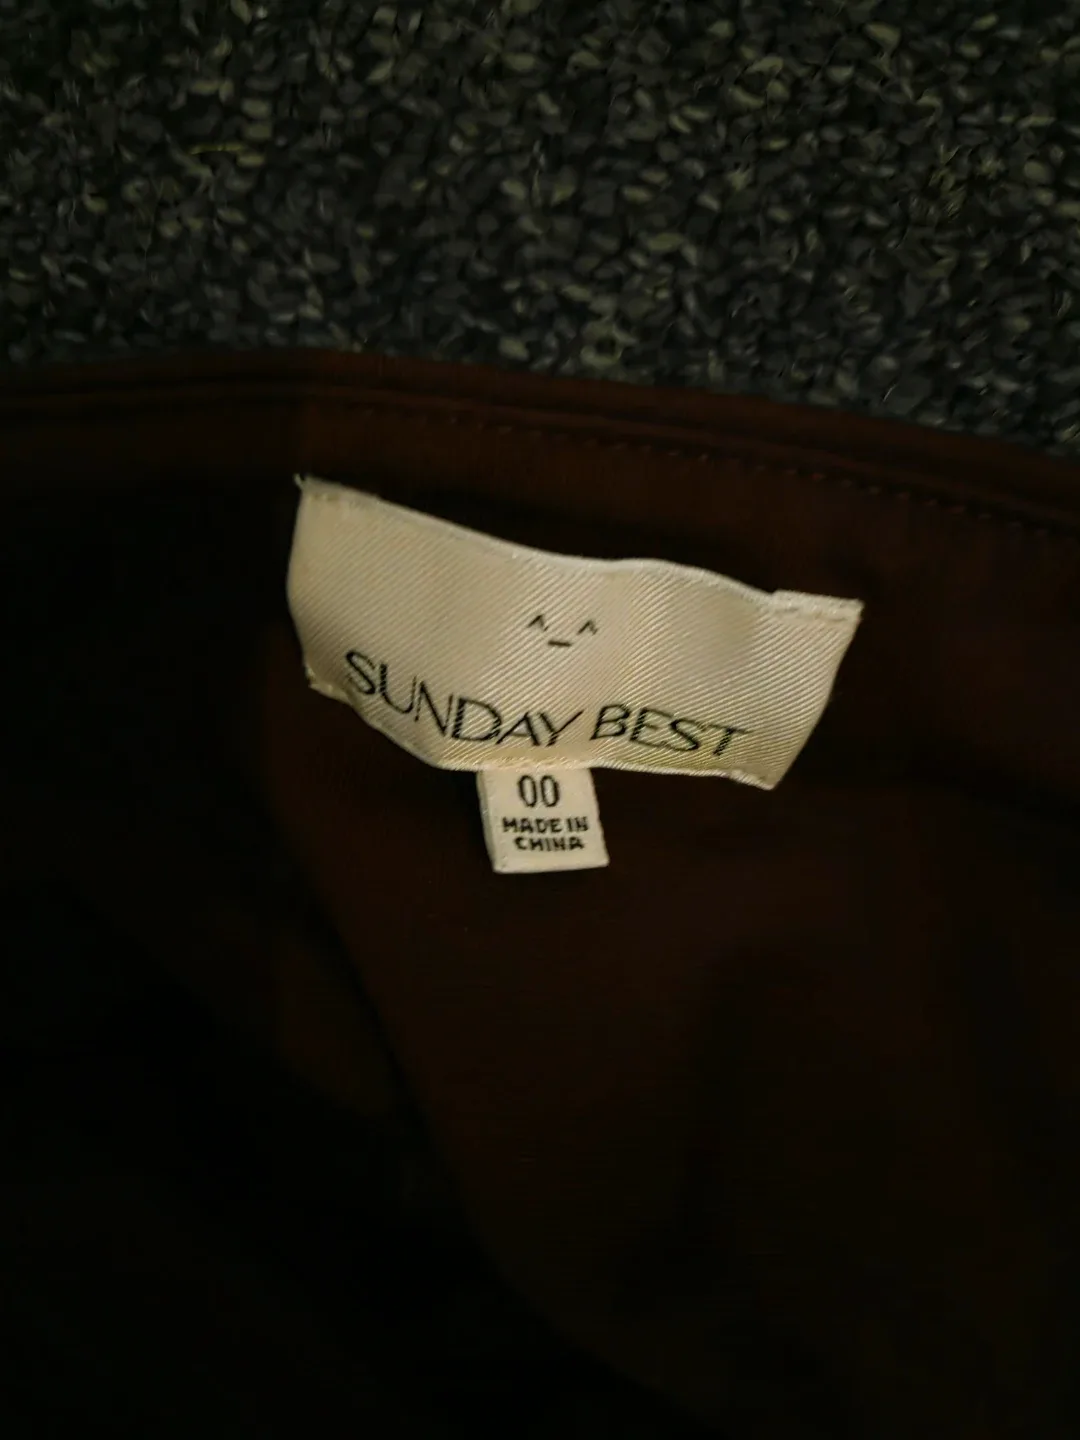 ^_^
SUNDAY BEST
00
MADE IN
CHINA